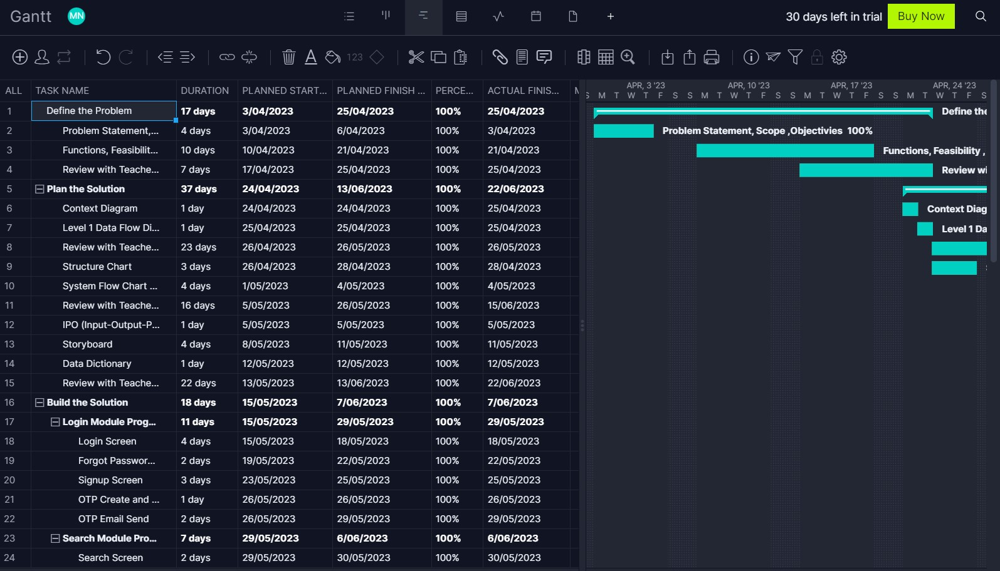 Gantt MN 30 days left in trial Buy Now
123
ALL TASK NAME DURATION PLANNED START... PLANNED FINISH ... PERCE... ACTUAL FINIS... APR, 3 '23 APR, 10 '23 APR, 17 '23 APR, 24 '23
S M T W T F S S M T W T F S S M T W T F S S M T W T F S
1 Define the Problem 17 days 3/04/2023 25/04/2023 100% 25/04/2023 Define the
2 Problem Statement,... 4 days 3/04/2023 6/04/2023 100% 3/04/2023 Problem Statement, Scope ,Objectivies 100%
3 Functions, Feasibilit... 10 days 10/04/2023 21/04/2023 100% 21/04/2023 Functions, Feasibility ,
4 Review with Teache... 7 days 17/04/2023 25/04/2023 100% 25/04/2023 Review wi
5 Plan the Solution 37 days 24/04/2023 13/06/2023 100% 22/06/2023
6 Context Diagram 1 day 24/04/2023 24/04/2023 100% 25/04/2023 Context Diag
7 Level 1 Data Flow Di... 1 day 25/04/2023 25/04/2023 100% 25/04/2023 Level 1 Da
8 Review with Teache... 23 days 26/04/2023 26/05/2023 100% 26/05/2023
9 Structure Chart 3 days 26/04/2023 28/04/2023 100% 28/04/2023
10 System Flow Chart ... 4 days 1/05/2023 4/05/2023 100% 4/05/2023
11 Review with Teache... 16 days 5/05/2023 26/05/2023 100% 15/06/2023
12 IPO (Input-Output-P... 1 day 5/05/2023 5/05/2023 100% 5/05/2023
13 Storyboard 4 days 8/05/2023 11/05/2023 100% 11/05/2023
14 Data Dictionary 1 day 12/05/2023 12/05/2023 100% 12/05/2023
15 Review with Teache... 22 days 13/05/2023 13/06/2023 100% 22/06/2023
16 Build the Solution 18 days 15/05/2023 7/06/2023 100% 7/06/2023
17 Login Module Prog... 11 days 15/05/2023 29/05/2023 100% 29/05/2023
18 Login Screen 4 days 15/05/2023 18/05/2023 100% 18/05/2023
19 Forgot Passwor... 2 days 19/05/2023 22/05/2023 100% 22/05/2023
20 Signup Screen 3 days 23/05/2023 25/05/2023 100% 25/05/2023
21 OTP Create and ... 1 day 26/05/2023 26/05/2023 100% 26/05/2023
22 OTP Email Send 2 days 26/05/2023 29/05/2023 100% 29/05/2023
23 Search Module Pro... 7 days 29/05/2023 6/06/2023 100% 6/06/2023
24 Search Screen 2 days 29/05/2023 30/05/2023 100% 30/05/2023